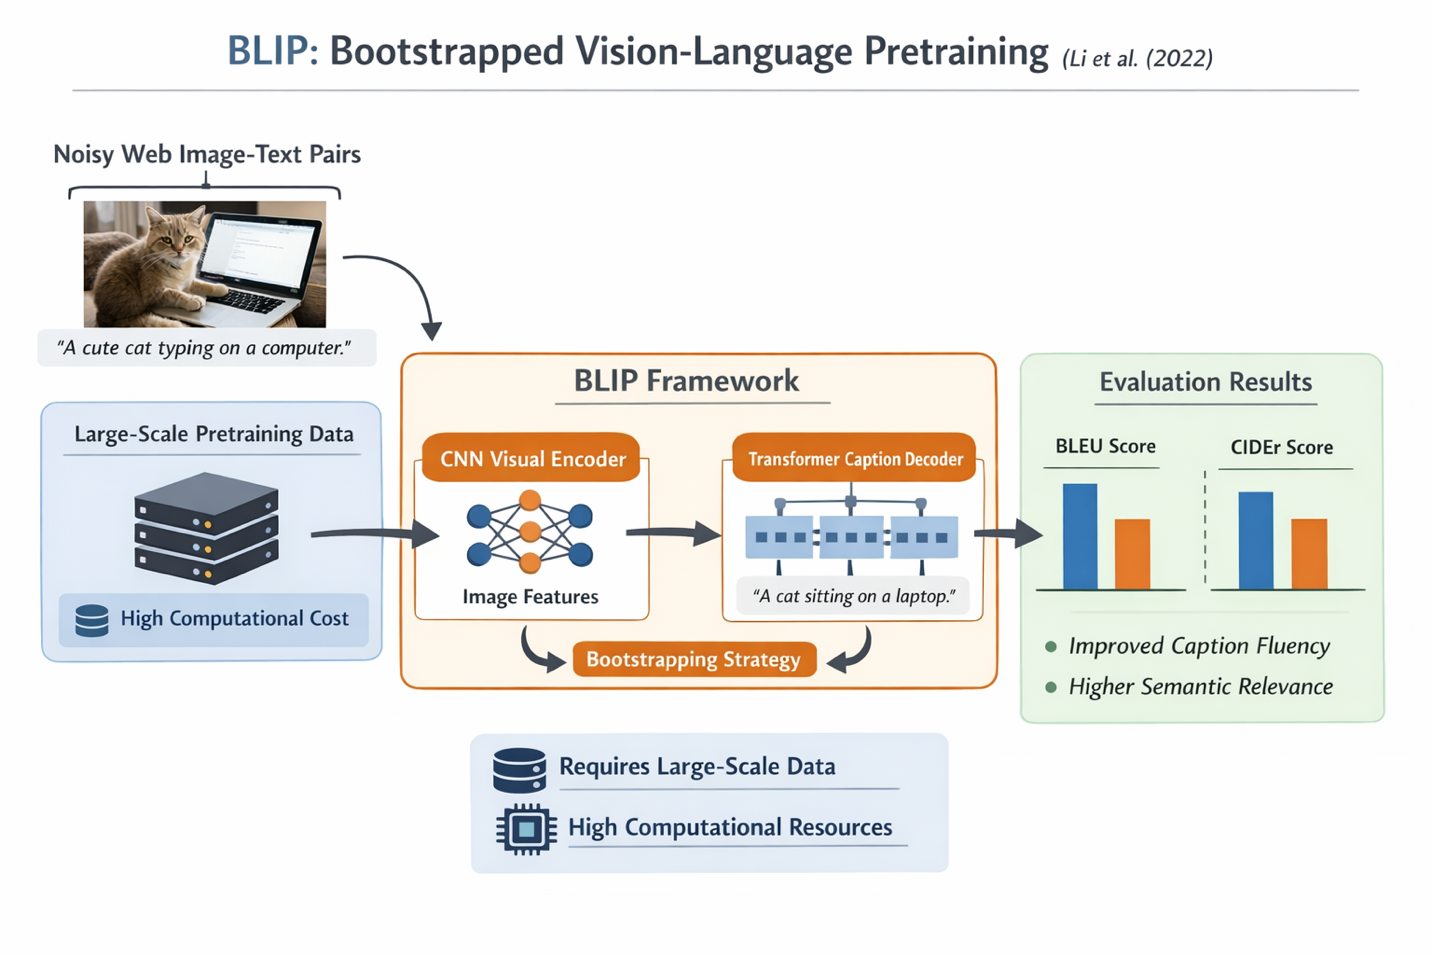 BLIP: Bootstrapped Vision-Language Pretraining (Li et al. (2022)
Noisy Web Image-Text Pairs
"A cute cat typing on a computer."
Large-Scale Pretraining Data
High Computational Cost
BLIP Framework
CNN Visual Encoder
Image Features
Transformer Caption Decoder
"A cat sitting on a laptop."
Bootstrapping Strategy
Evaluation Results
BLEU Score
CIDEr Score
Improved Caption Fluency
Higher Semantic Relevance
Requires Large-Scale Data
High Computational Resources